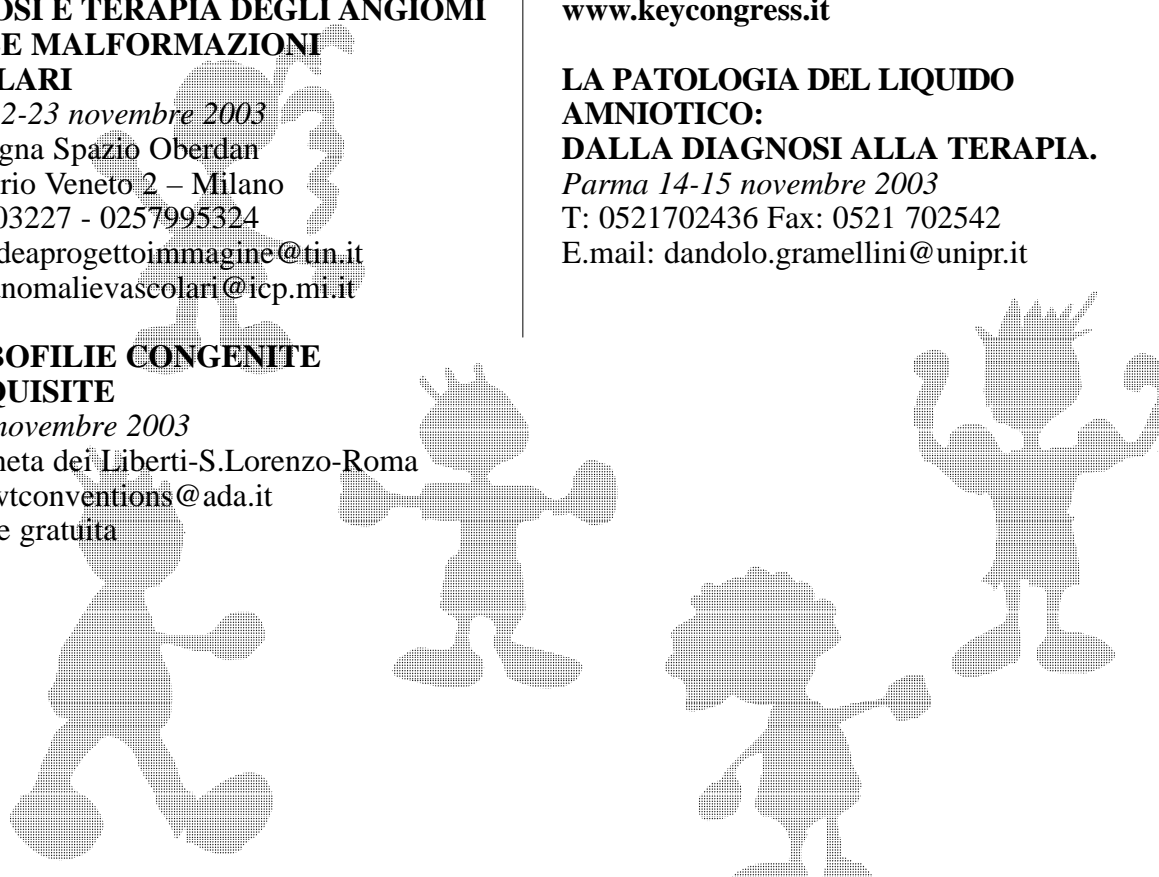 OSI E TERAPIA DEGLI ANGIOMI
E MALFORMAZIONI
LARI
2-23 novembre 2003
gna Spazio Oberdan
rio Veneto 2 – Milano
03227 - 0257995324
deaprogettoimmagine@tin.it
nomalievascolari@icp.mi.it
BOFILIE CONGENITE
QUISITE
novembre 2003
neta dei Liberti-S.Lorenzo-Roma
vtconventions@ada.it
e gratuita
www.keycongress.it
LA PATOLOGIA DEL LIQUIDO
AMNIOTICO:
DALLA DIAGNOSI ALLA TERAPIA.
Parma 14-15 novembre 2003
T: 0521702436 Fax: 0521 702542
E.mail: dandolo.gramellini@unipr.it